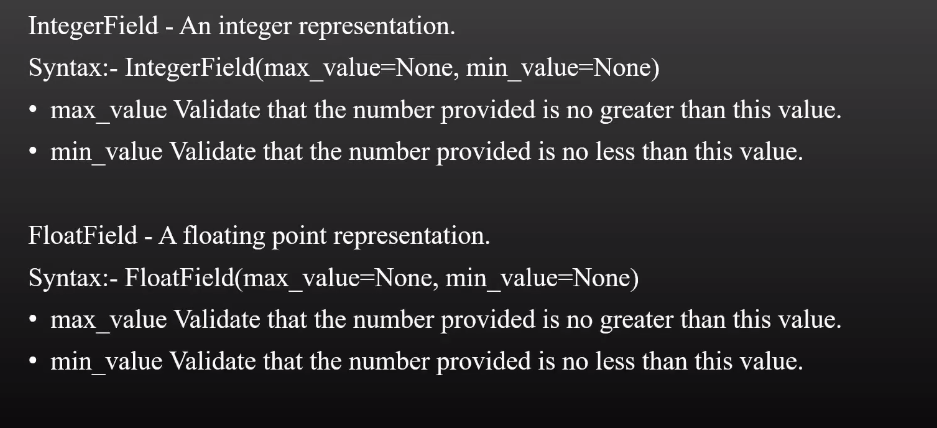 IntegerField - An integer representation.
Syntax:- IntegerField(max_value=None, min_value=None)
• max_value Validate that the number provided is no greater than this value.
• min_value Validate that the number provided is no less than this value.
FloatField - A floating point representation.
Syntax:- FloatField(max_value=None, min_value=None)
• max_value Validate that the number provided is no greater than this value.
• min_value Validate that the number provided is no less than this value.